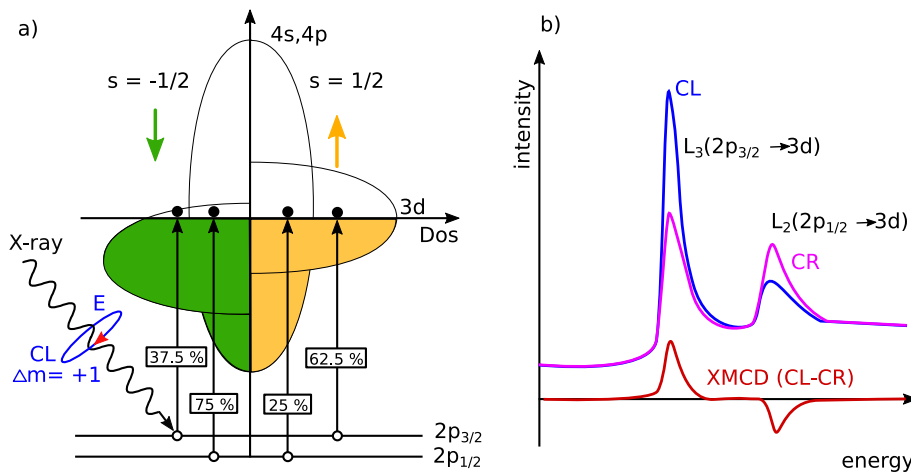 a)
4s,4p
s = -1/2
s = 1/2
3d
Dos
X-ray
E
CL
Δm= +1
37.5 %
62.5 %
75 %
25 %
2p3/2
2p1/2
b)
intensity
CL
L3(2p3/2 →3d)
L2(2p1/2 →3d)
CR
XMCD (CL-CR)
energy